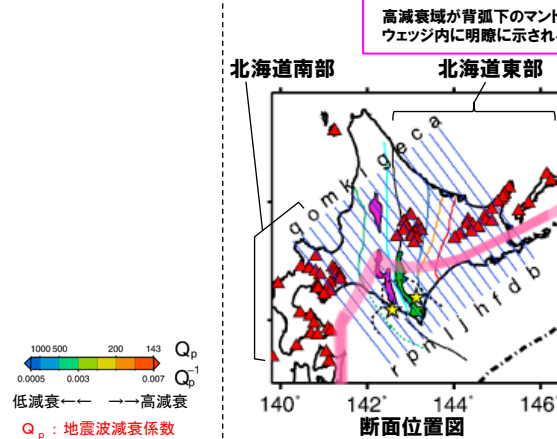 高減衰域が背弧下のマント
ウェッジ内に明瞭に示され
北海道南部
北海道東部
g e c a
q o m k i
r p n l j h f d b
140° 142° 144° 146°
断面位置図
1000 500 200 143 Qp
0.0005 0.003 0.007 Qp⁻¹
低減衰←← →→高減衰
Qp : 地震波減衰係数